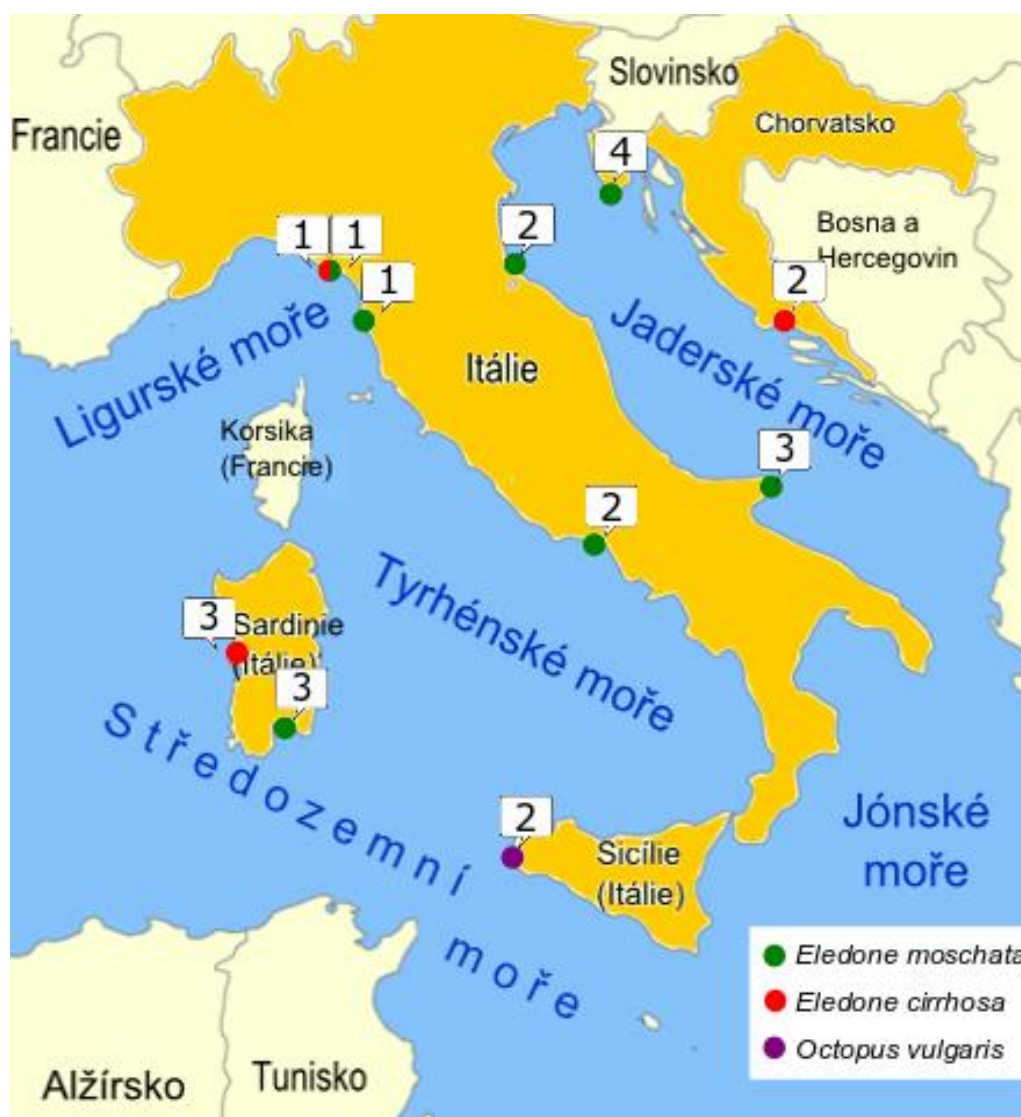 Slovinsko
Francie
Chorvatsko
4
Bosna a
Hercegovin
1
1
2
1
2
Ligurské moře
Jaderské moře
Itálie
Korsika
(Francie)
3
2
Tyrhénské moře
3
Sardinie
(Itálie)
3
Středozemní
moře
2
Sicílie
(Itálie)
Jónské
moře
Eledone moschata
Eledone cirrhosa
Octopus vulgaris
Alžírsko
Tunisko